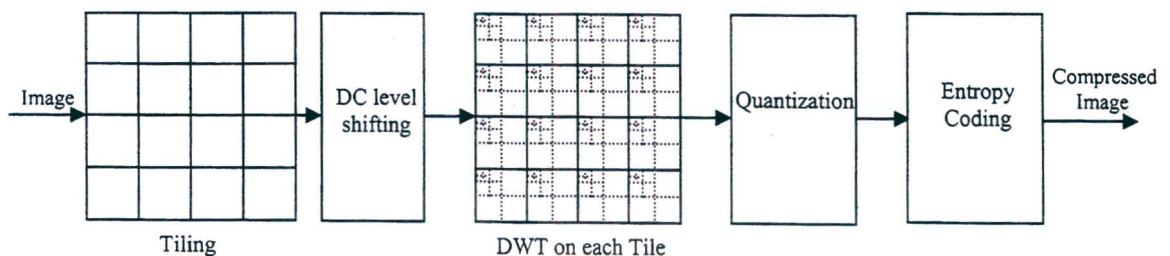 Image
Tiling
DC level
shifting
DWT on each Tile
Quantization
Entropy
Coding
Compressed
Image